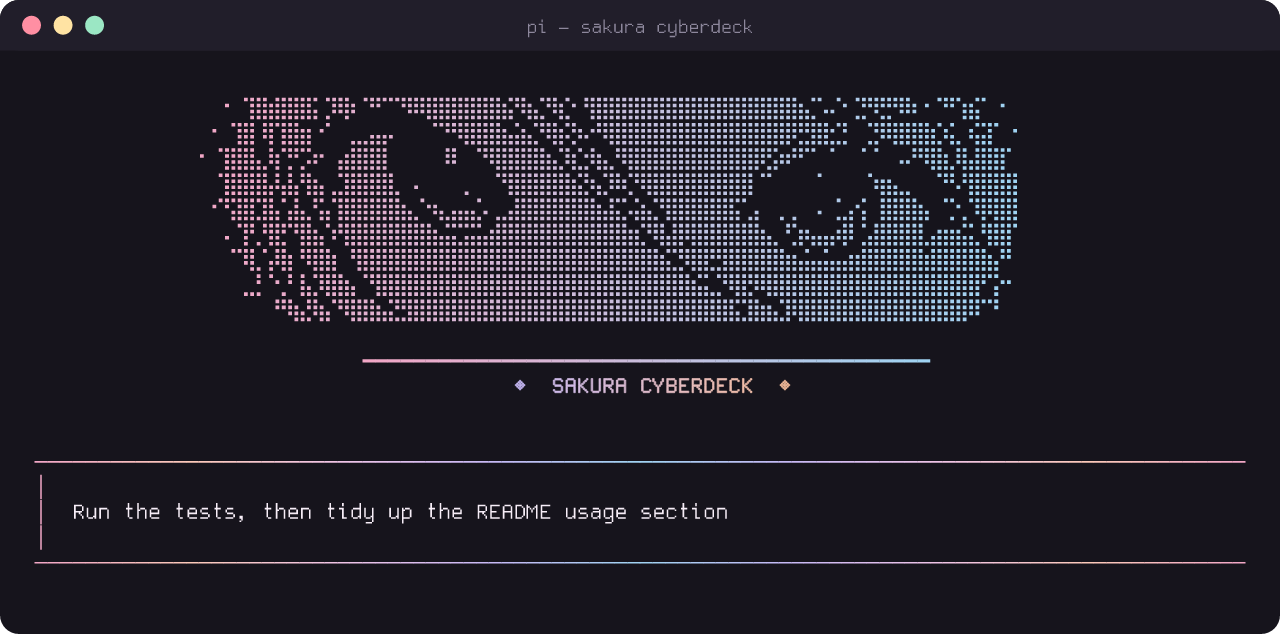 pi – sakura cyberdeck
SAKURA CYBERDECK
Run the tests, then tidy up the README usage section